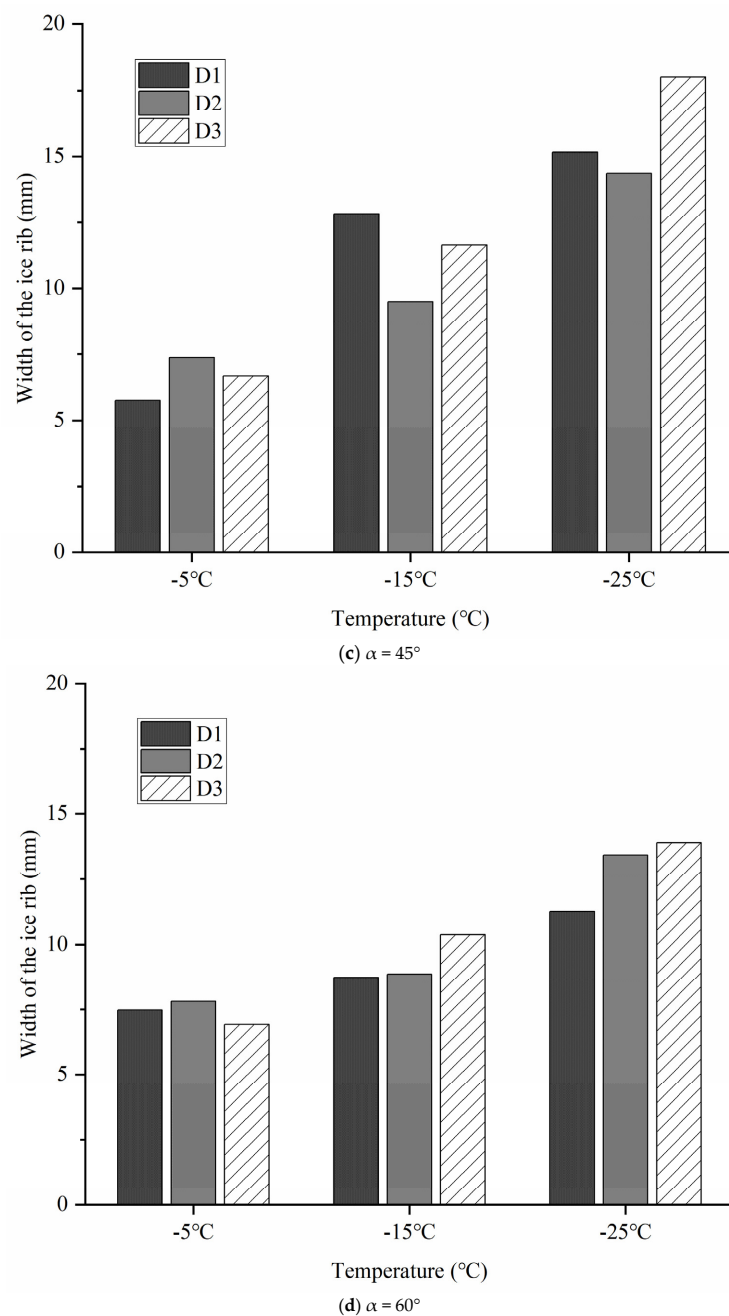 20
15
10
5
0
Width of the ice rib (mm)
D1
D2
D3
-5℃
-15℃
-25℃
Temperature (℃)
(c) α = 45°
20
15
10
5
0
Width of the ice rib (mm)
D1
D2
D3
-5℃
-15℃
-25℃
Temperature (℃)
(d) α = 60°